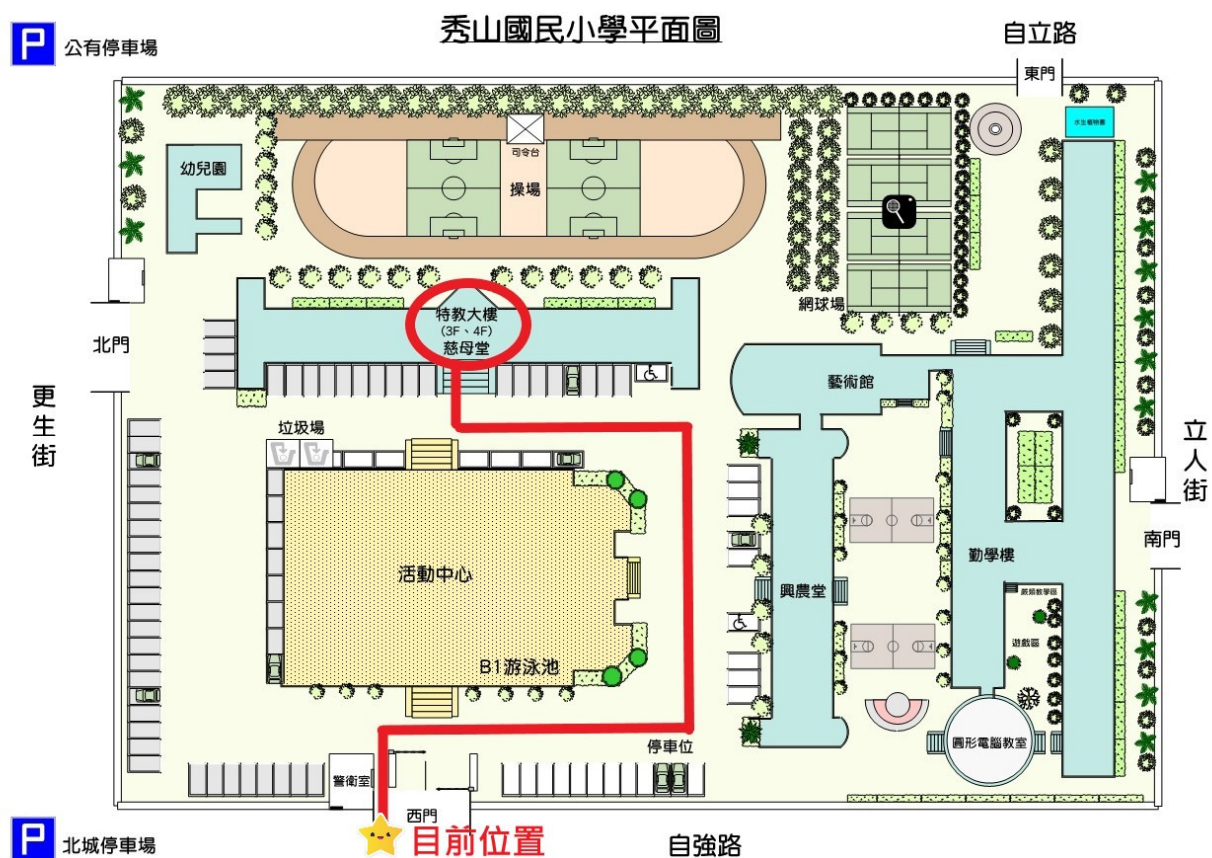 秀山國民小學平面圖
P 公有停車場
自立路
東門
水生植物園
幼兒園
司令台
操場
網球場
特教大樓
(3F、4F)
慈母堂
北門
更生街
藝術館
立人街
南門
垃圾場
活動中心
B1游泳池
興農堂
勤學樓
遊戲區
圓形電腦教室
停車位
警衛室
西門
目前位置
P 北城停車場
自強路